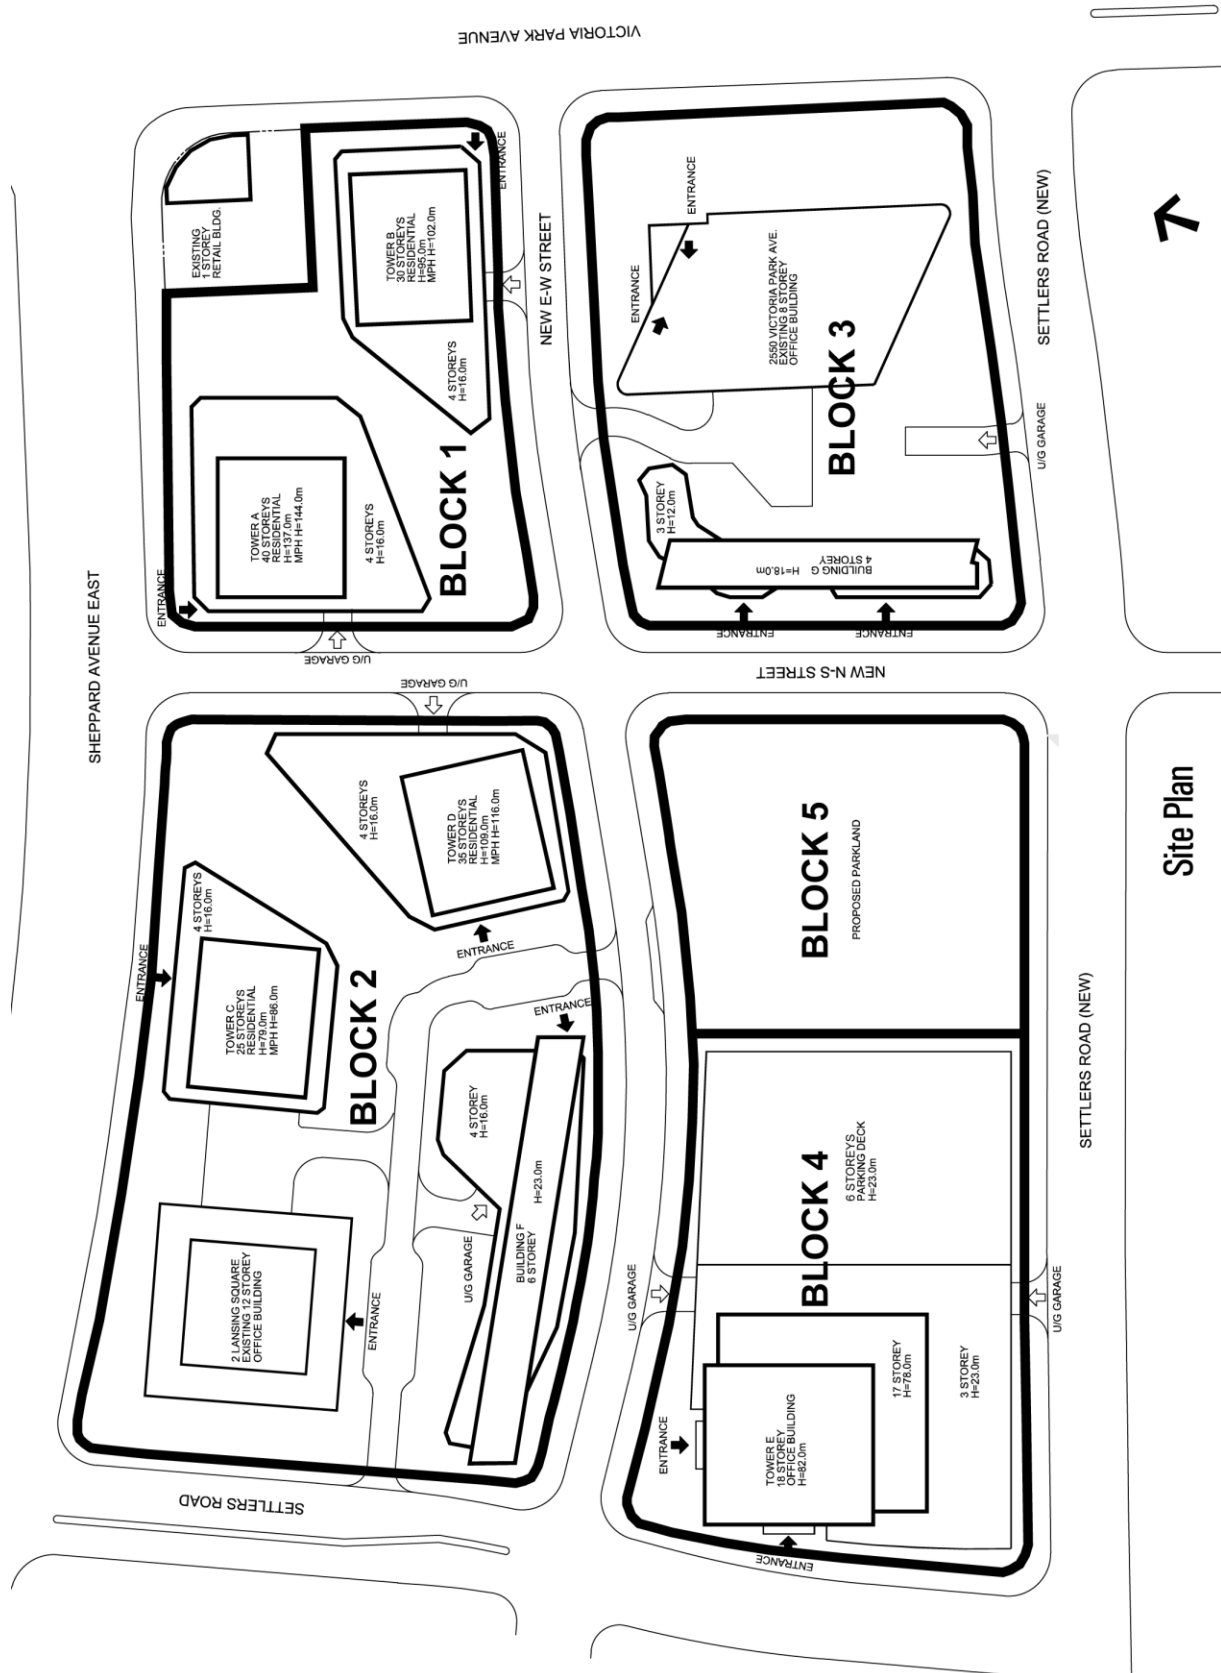 VICTORIA PARK AVENUE
SHEPPARD AVENUE EAST
EXISTING
1 STOREY
RETAIL BLDG.
TOWER B
30 STOREYS
RESIDENTIAL
H=95.0m
MPH H=102.0m
ENTRANCE
4 STOREYS
H=16.0m
TOWER A
40 STOREYS
RESIDENTIAL
H=137.0m
MPH H=144.0m
4 STOREYS
H=16.0m
ENTRANCE
BLOCK 1
U/G GARAGE
NEW E-W STREET
ENTRANCE
ENTRANCE
2550 VICTORIA PARK AVE.
EXISTING 8 STOREY
OFFICE BUILDING
BLOCK 3
3 STOREY
H=12.0m
BUILDING G H=18.0m
4 STOREY
ENTRANCE
ENTRANCE
U/G GARAGE
SETTLERS ROAD (NEW)
NEW N-S STREET
U/G GARAGE
4 STOREYS
H=16.0m
TOWER D
35 STOREYS
RESIDENTIAL
H=109.0m
MPH H=116.0m
ENTRANCE
4 STOREYS
H=16.0m
TOWER C
25 STOREYS
RESIDENTIAL
H=79.0m
MPH H=86.0m
ENTRANCE
BLOCK 2
ENTRANCE
4 STOREY
H=16.0m
BUILDING F H=23.0m
6 STOREY
U/G GARAGE
2 LANSING SQUARE
EXISTING 12 STOREY
OFFICE BUILDING
ENTRANCE
SETTLERS ROAD
BLOCK 5
PROPOSED PARKLAND
BLOCK 4
6 STOREYS
PARKING DECK
H=23.0m
U/G GARAGE
U/G GARAGE
17 STOREY
H=78.0m
3 STOREY
H=23.0m
TOWER E
18 STOREY
OFFICE BUILDING
H=82.0m
ENTRANCE
ENTRANCE
SETTLERS ROAD (NEW)
Site Plan